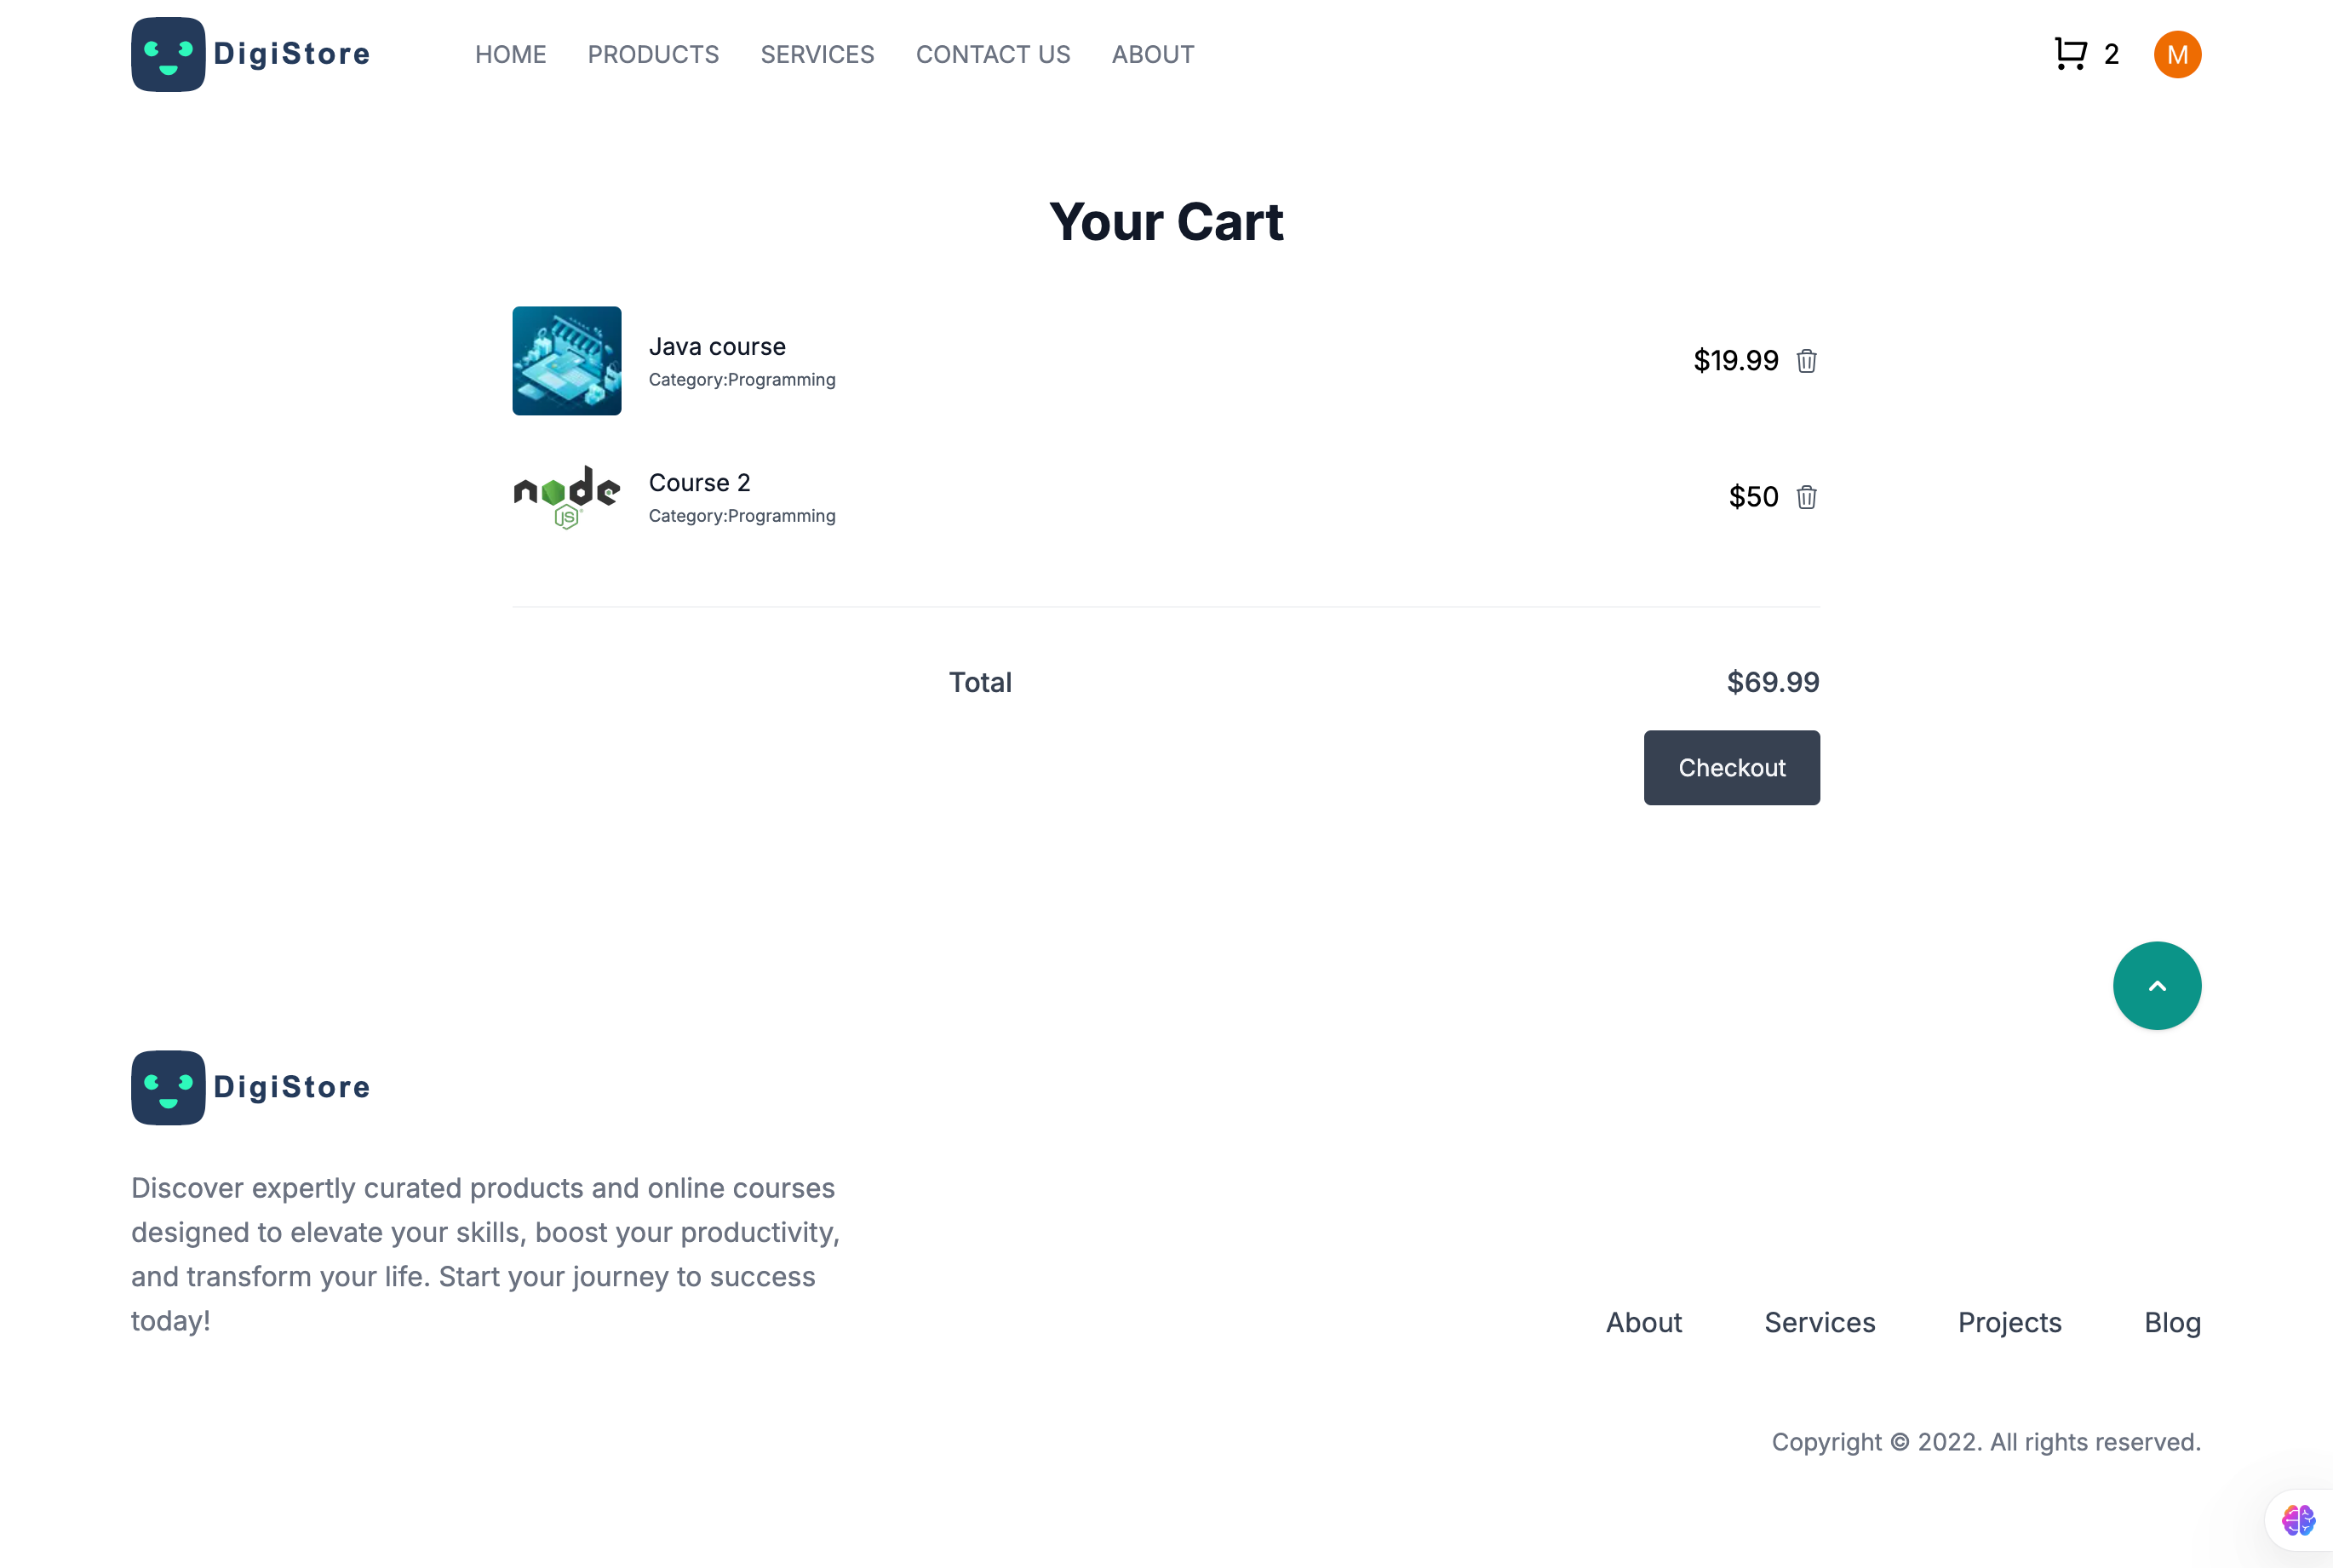 DigiStore
HOME PRODUCTS SERVICES CONTACT US ABOUT
2 M
Your Cart
Java course
Category:Programming
$19.99
node
JS
Course 2
Category:Programming
$50
Total $69.99
Checkout
DigiStore
Discover expertly curated products and online courses
designed to elevate your skills, boost your productivity,
and transform your life. Start your journey to success
today!
About Services Projects Blog
Copyright © 2022. All rights reserved.